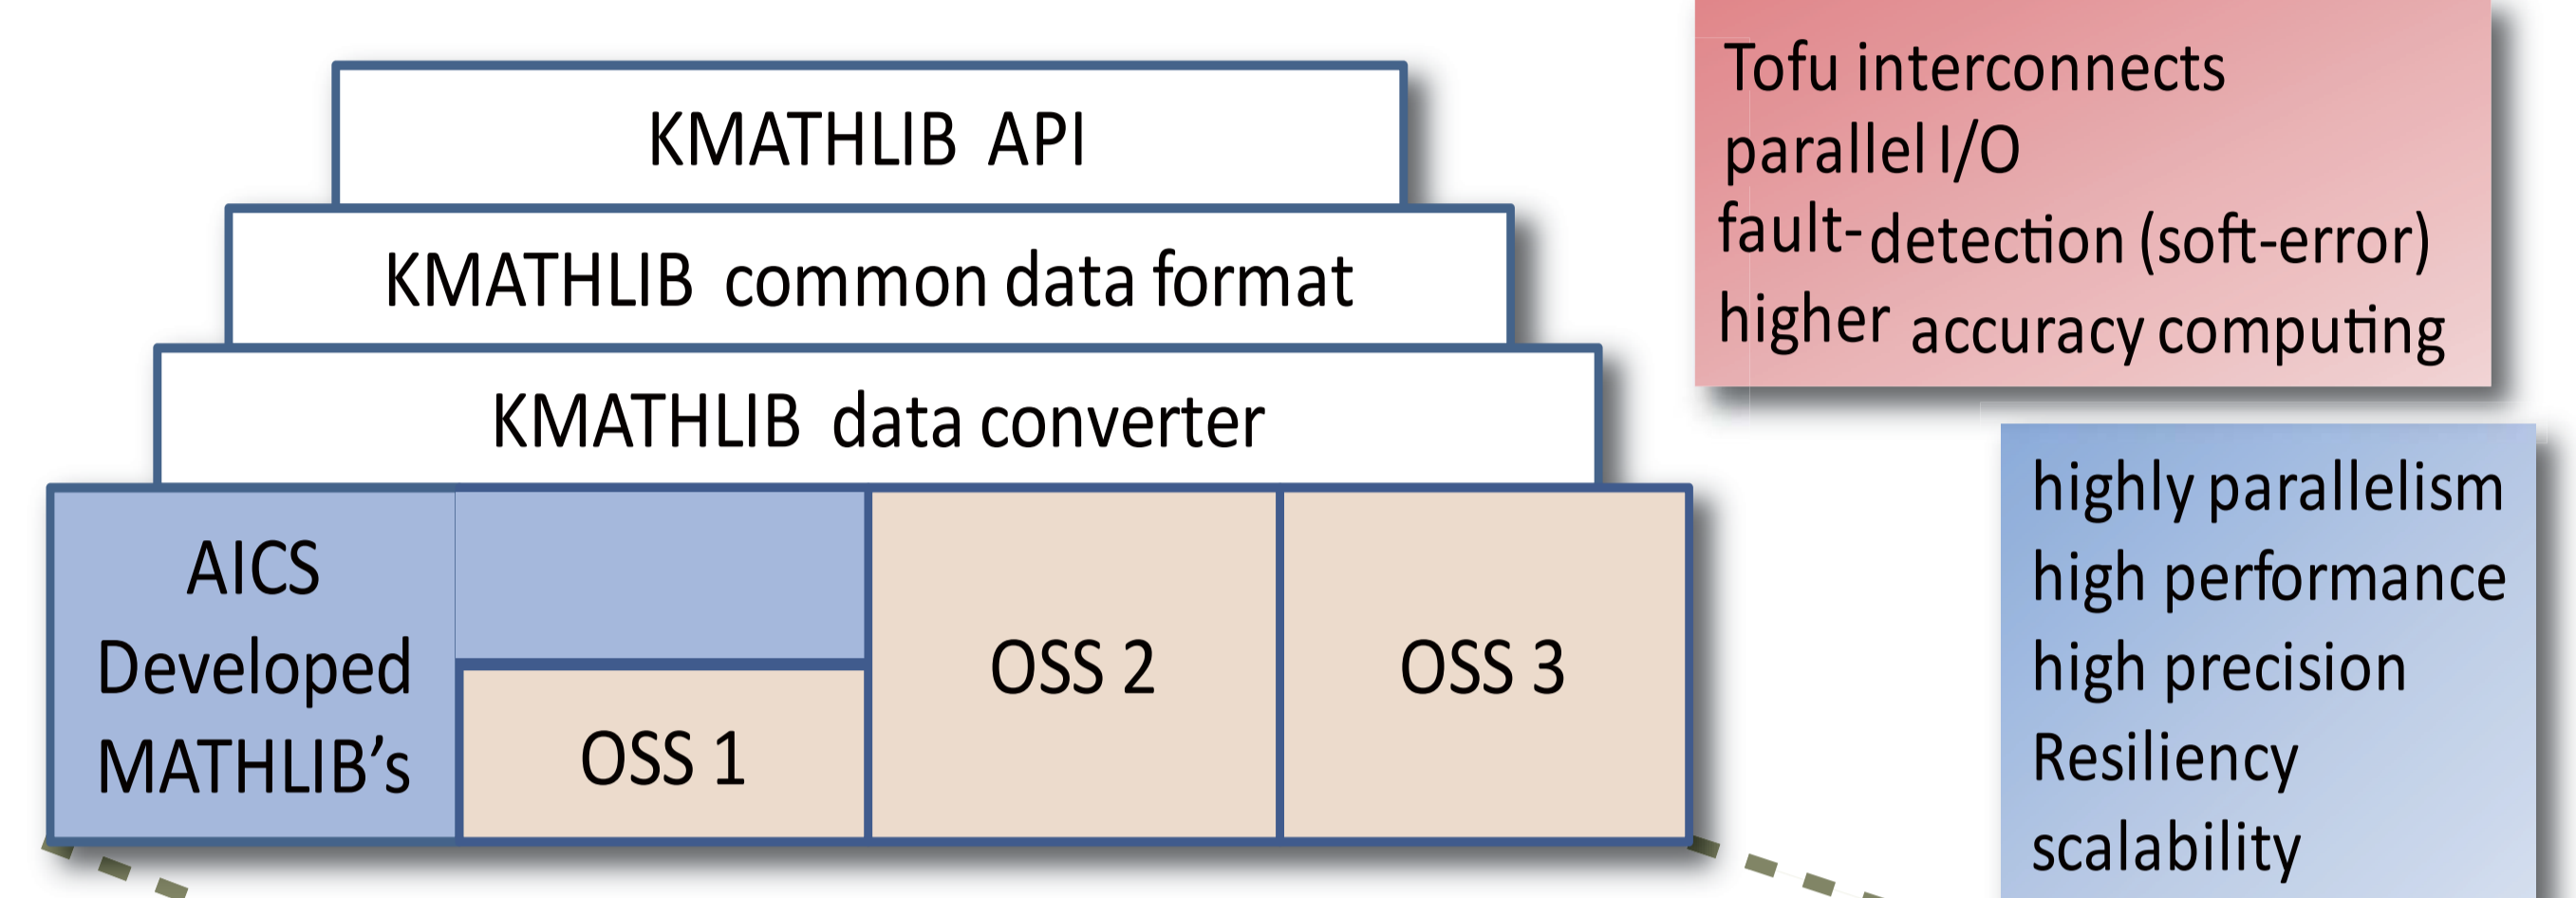 KMATHLIB API
KMATHLIB common data format
KMATHLIB data converter
AICS
Developed
MATHLIB’s
OSS 1
OSS 2
OSS 3
Tofu interconnects
parallel I/O
fault-detection (soft-error)
higher accuracy computing
highly parallelism
high performance
high precision
Resiliency
scalability